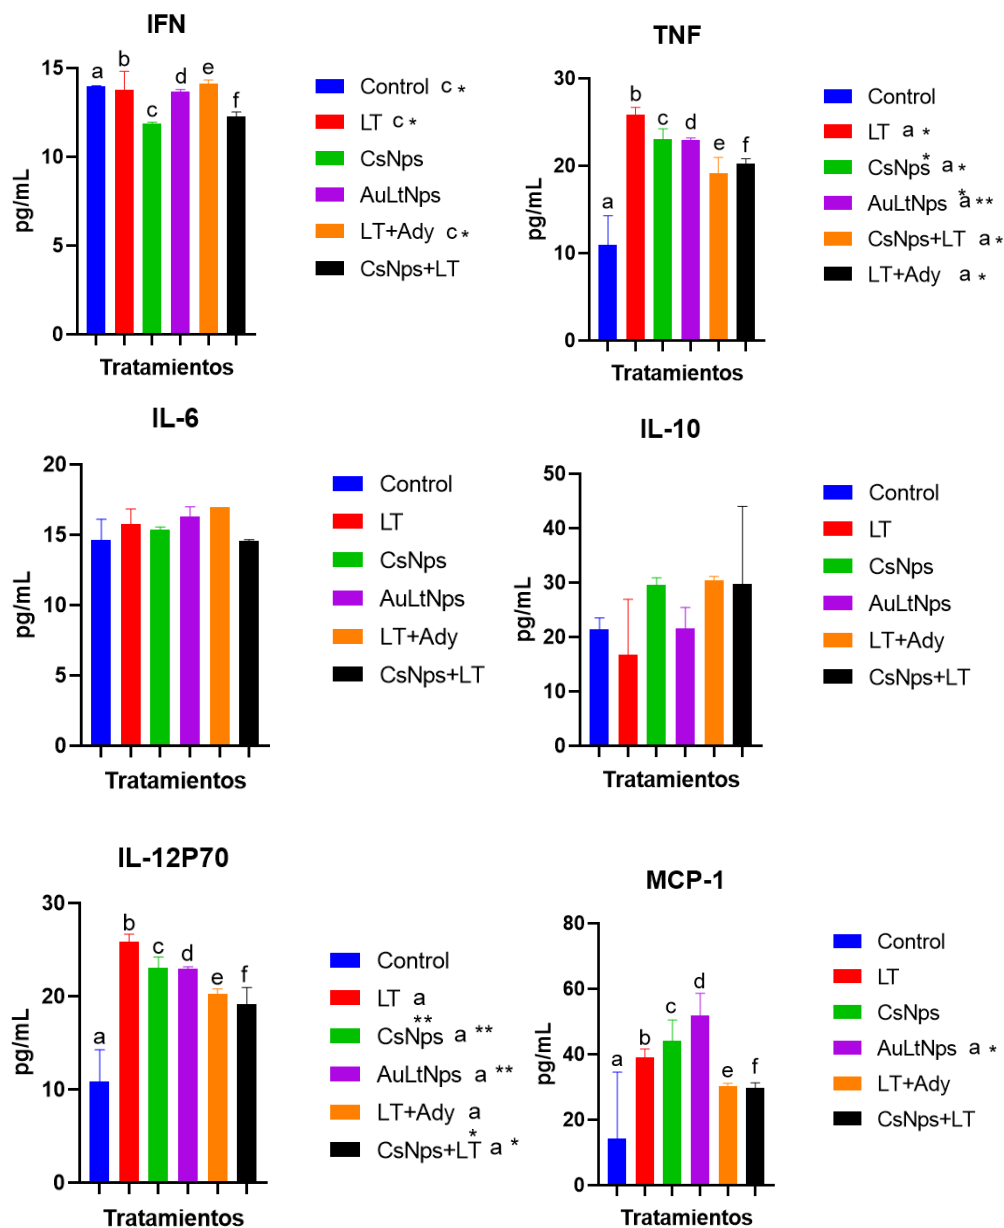 IFN
15
10
5
0
pg/mL
a
b
c
d
e
f
Tratamientos
Control c *
LT c *
CsNps
AuLtNps
LT+Ady c *
CsNps+LT
TNF
30
20
10
0
pg/mL
a
b
c
d
e
f
Tratamientos
Control
LT a *
*
CsNps a *
*
AuLtNps a **
CsNps+LT a *
LT+Ady a *
IL-6
20
15
10
5
0
pg/mL
Tratamientos
Control
LT
CsNps
AuLtNps
LT+Ady
CsNps+LT
IL-10
50
40
30
20
10
0
pg/mL
Tratamientos
Control
LT
CsNps
AuLtNps
LT+Ady
CsNps+LT
IL-12P70
30
20
10
0
pg/mL
a
b
c
d
e
f
Tratamientos
Control
LT a
**
CsNps a **
AuLtNps a **
LT+Ady a
*
CsNps+LT a *
MCP-1
80
60
40
20
0
pg/mL
a
b
c
d
e
f
Tratamientos
Control
LT
CsNps
AuLtNps a *
LT+Ady
CsNps+LT